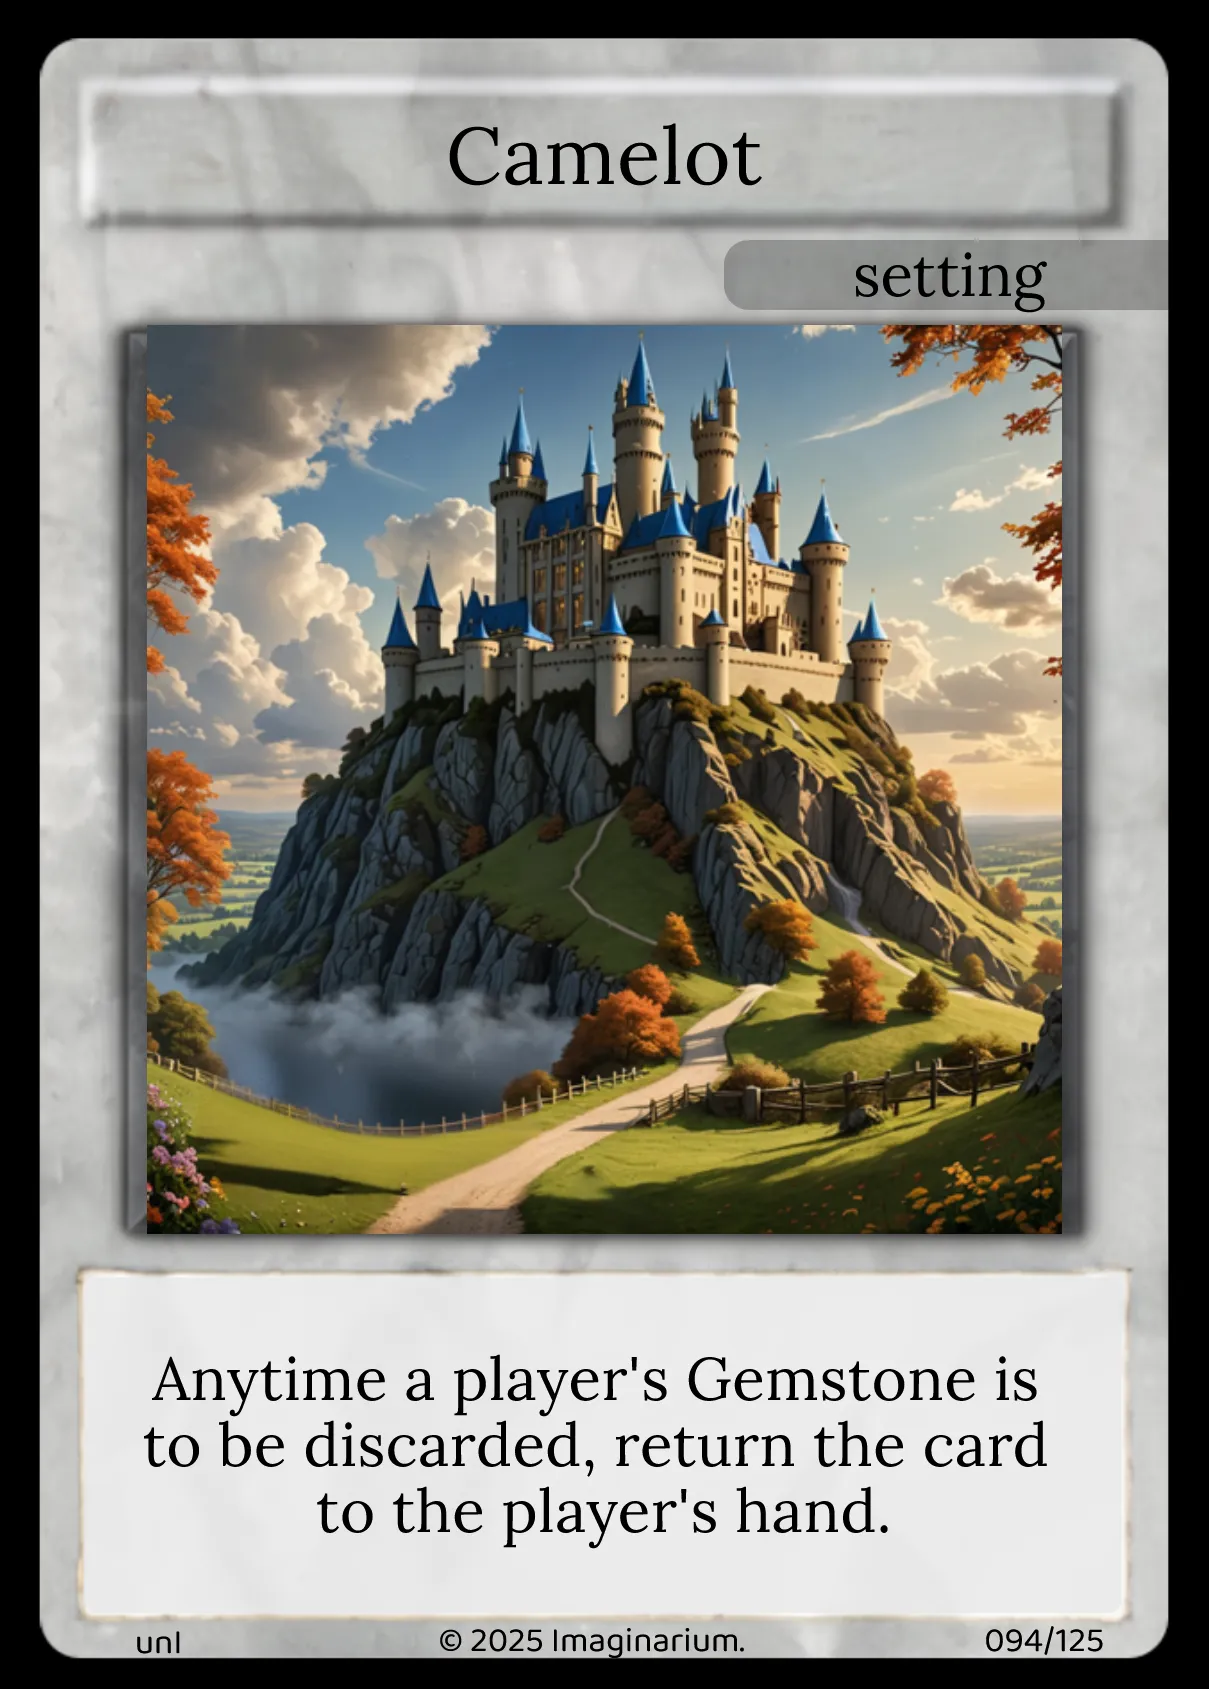 Camelot
setting
Anytime a player's Gemstone is
to be discarded, return the card
to the player's hand.
unl
© 2025 Imaginarium.
094/125